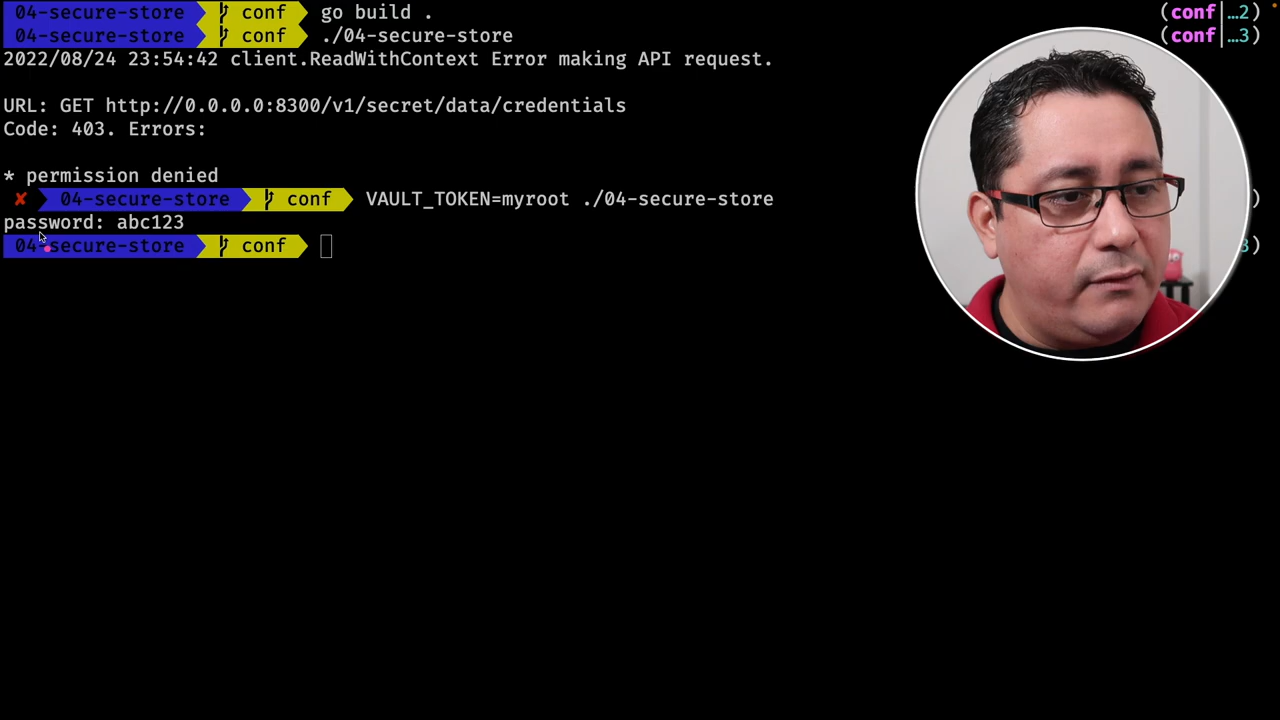 04-secure-store conf go build . (conf|…2)
04-secure-store conf ./04-secure-store (conf|…3)
2022/08/24 23:54:42 client.ReadWithContext Error making API request.
URL: GET http://0.0.0.0:8300/v1/secret/data/credentials
Code: 403. Errors:
* permission denied
✘ 04-secure-store conf VAULT_TOKEN=myroot ./04-secure-store )
password: abc123
04-secure-store conf 3)